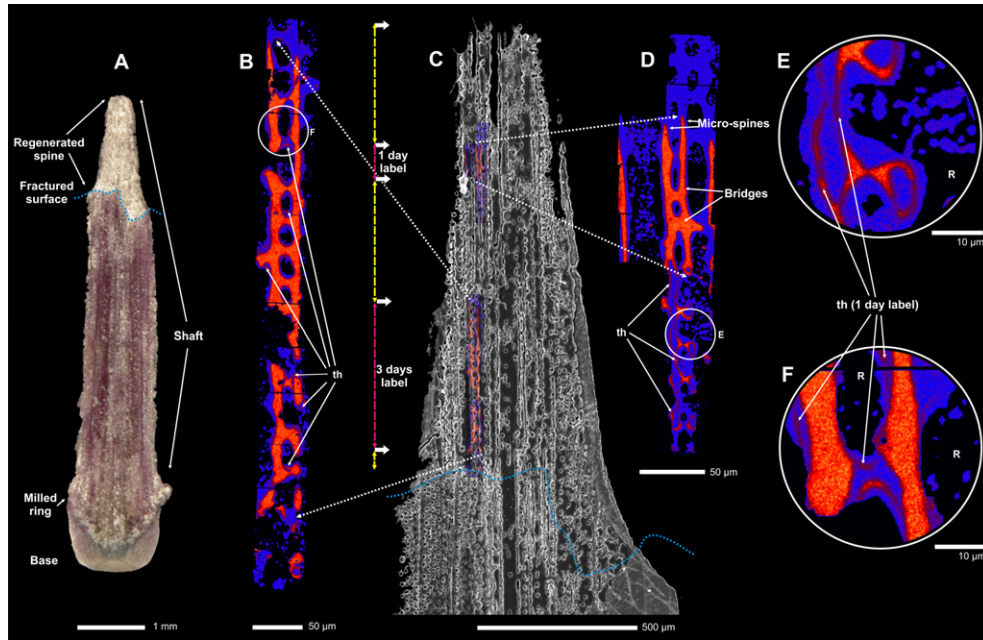 A
Regenerated
spine
Fractured
surface
Shaft
Milled
ring
Base
1 mm
B
F
th
50 µm
1 day
label
3 days
label
C
500 µm
D
Micro-spines
Bridges
th
E
50 µm
E
R
10 µm
th (1 day label)
F
R
R
10 µm